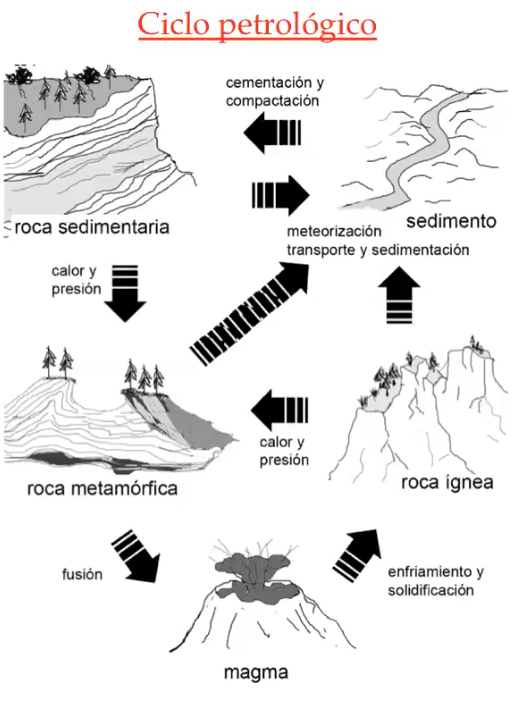 Ciclo petrológico
cementación y
compactación
roca sedimentaria
sedimento
meteorización
transporte y sedimentación
calor y
presión
calor y
presión
roca metamórfica
roca ígnea
fusión
enfriamiento y
solidificación
magma